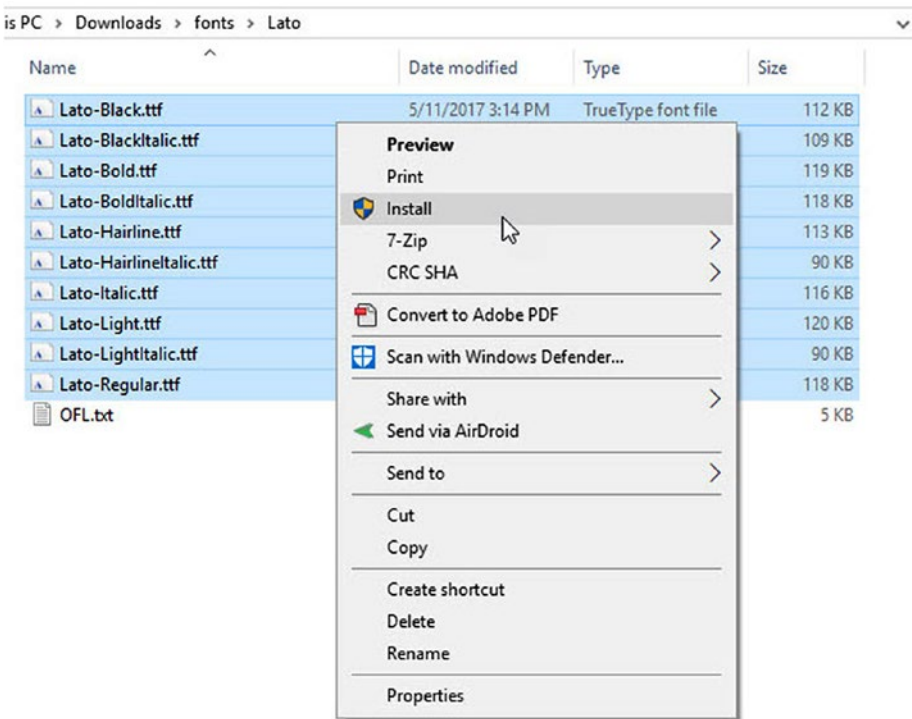 is PC > Downloads > fonts > Lato
Name Date modified Type Size
Lato-Black.ttf 5/11/2017 3:14 PM TrueType font file 112 KB
Lato-BlackItalic.ttf 109 KB
Lato-Bold.ttf 119 KB
Lato-BoldItalic.ttf 118 KB
Lato-Hairline.ttf 113 KB
Lato-HairlineItalic.ttf 90 KB
Lato-Italic.ttf 116 KB
Lato-Light.ttf 120 KB
Lato-LightItalic.ttf 90 KB
Lato-Regular.ttf 118 KB
OFL.txt 5 KB
Preview
Print
Install
7-Zip
CRC SHA
Convert to Adobe PDF
Scan with Windows Defender...
Share with
Send via AirDroid
Send to
Cut
Copy
Create shortcut
Delete
Rename
Properties